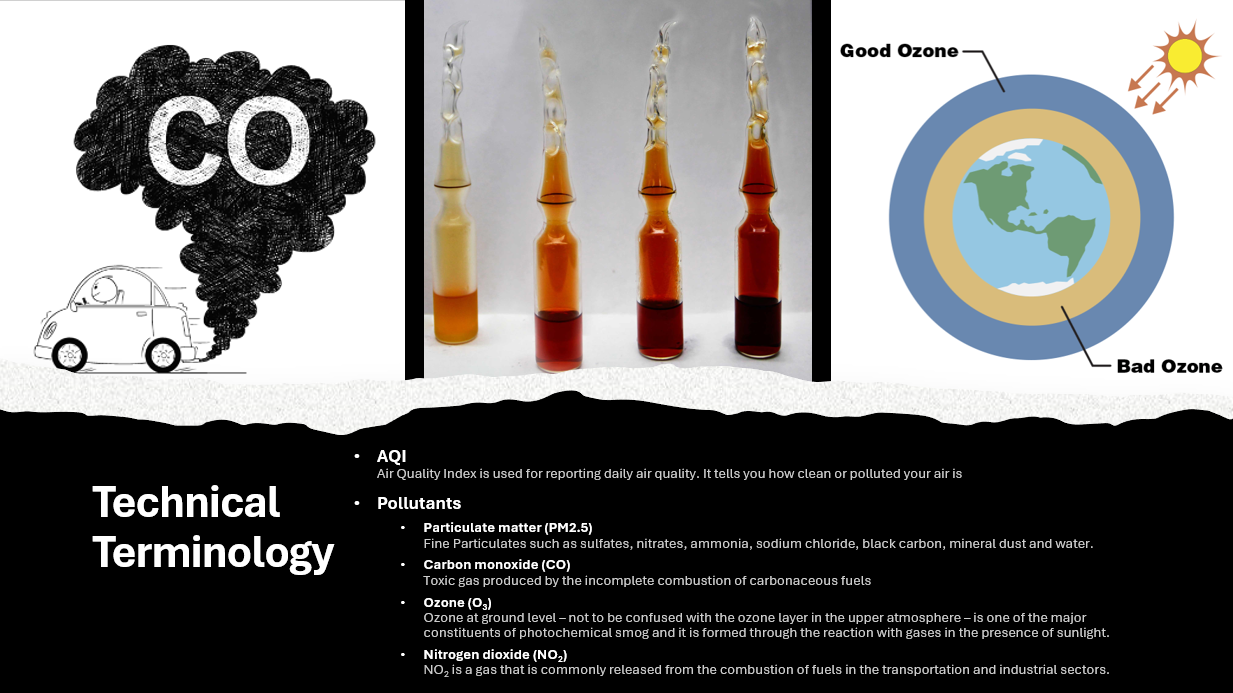 CO
Good Ozone
Bad Ozone
Technical
Terminology
• AQI
Air Quality Index is used for reporting daily air quality. It tells you how clean or polluted your air is
• Pollutants
• Particulate matter (PM2.5)
Fine Particulates such as sulfates, nitrates, ammonia, sodium chloride, black carbon, mineral dust and water.
• Carbon monoxide (CO)
Toxic gas produced by the incomplete combustion of carbonaceous fuels
• Ozone (O₃)
Ozone at ground level – not to be confused with the ozone layer in the upper atmosphere – is one of the major
constituents of photochemical smog and it is formed through the reaction with gases in the presence of sunlight.
• Nitrogen dioxide (NO₂)
NO₂ is a gas that is commonly released from the combustion of fuels in the transportation and industrial sectors.